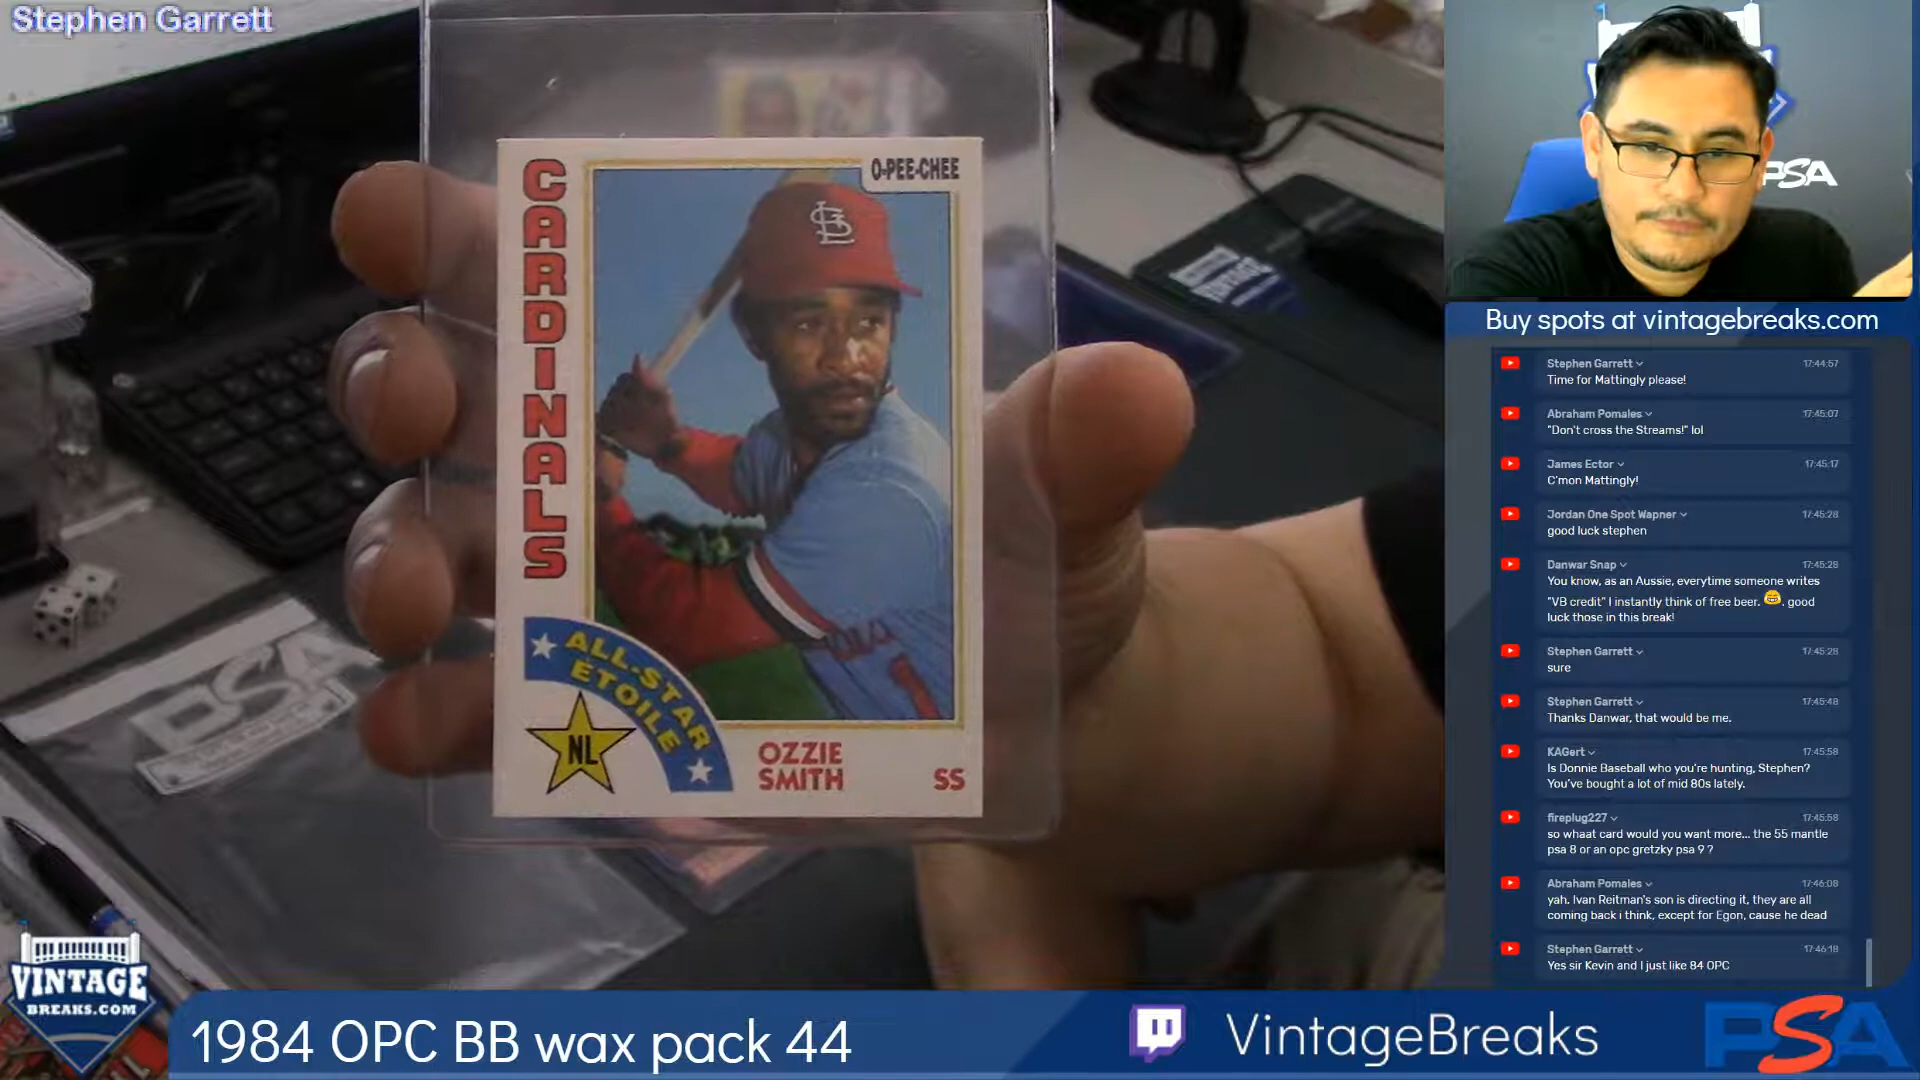 Stephen Garrett
CARDINALS
O-PEE-CHEE
ALL-STAR
ÉTOILE
NL
OZZIE
SMITH
SS
1
PSA
PSA
Buy spots at vintagebreaks.com
Stephen Garrett 17:44:57
Time for Mattingly please!
Abraham Pomales 17:45:07
"Don't cross the Streams!" lol
James Ector 17:45:17
C'mon Mattingly!
Jordan One Spot Wapner 17:45:28
good luck stephen
Danwar Snap 17:45:28
You know, as an Aussie, everytime someone writes
"VB credit" I instantly think of free beer. 😁. good
luck those in this break!
Stephen Garrett 17:45:28
sure
Stephen Garrett 17:45:48
Thanks Danwar, that would be me.
KAGert 17:45:58
Is Donnie Baseball who you're hunting, Stephen?
You've bought a lot of mid 80s lately.
fireplug227 17:45:58
so whaat card would you want more... the 55 mantle
psa 8 or an opc gretzky psa 9 ?
Abraham Pomales 17:46:08
yah, Ivan Reitman's son is directing it, they are all
coming back i think, except for Egon, cause he dead
Stephen Garrett 17:46:18
Yes sir Kevin and I just like 84 OPC
VINTAGE
BREAKS.COM
1984 OPC BB wax pack 44
VintageBreaks
PSA